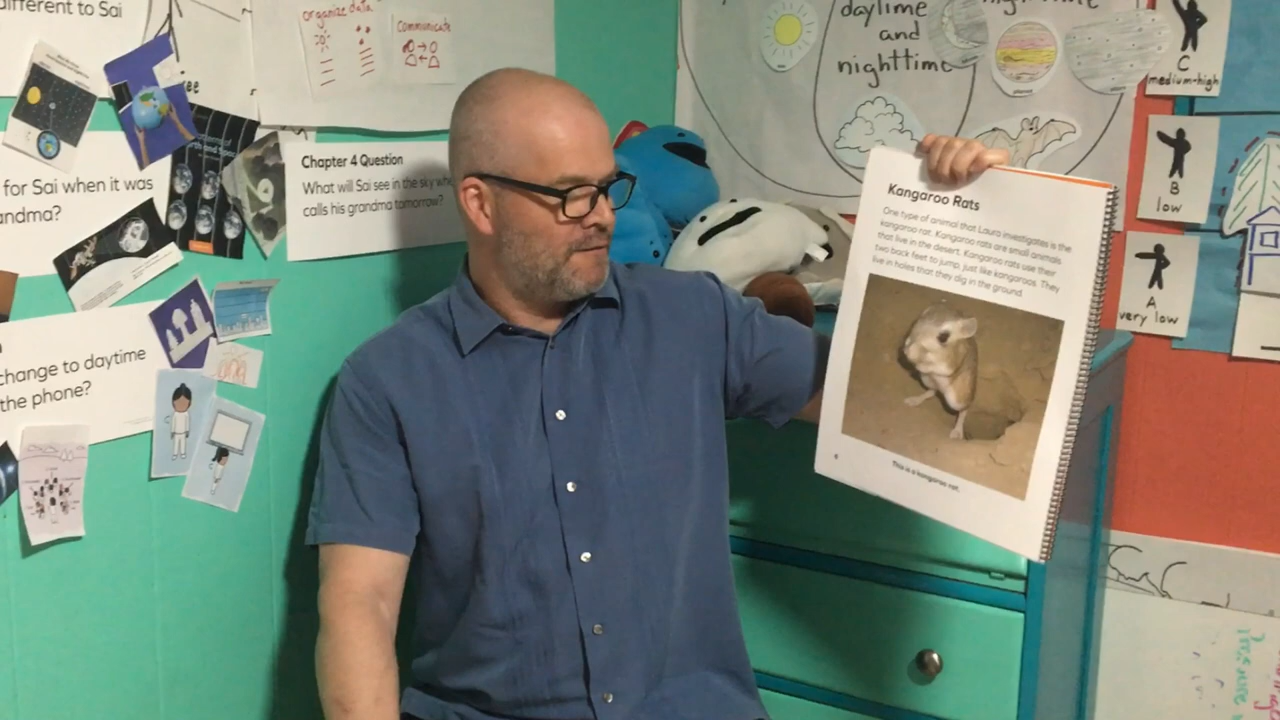 different to Sai
organize data
communicate
daytime
and
nighttime
C
medium-high
B
low
A
very low
for Sai when it was
Chapter 4 Question
What will Sai see in the sky
calls his grandma tomorrow?
change to daytime
the phone?
Kangaroo Rats
One type of animal that Laura investigates is the
kangaroo rat. Kangaroo rats are small animals
that live in the desert. Kangaroo rats use their
two back feet to jump, just like kangaroos. They
live in holes that they dig in the ground.
This is a kangaroo rat.